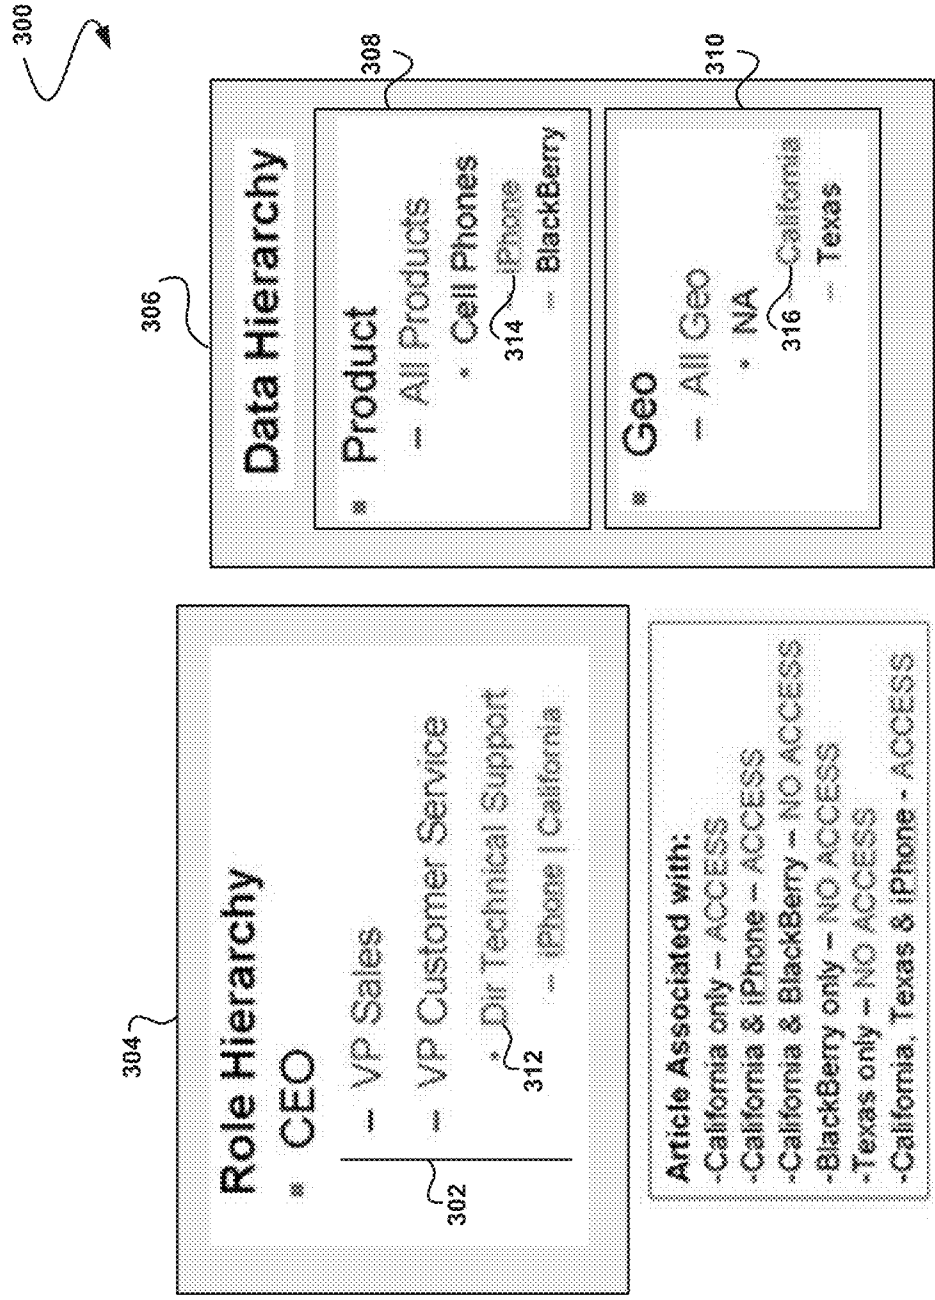 300
304
Role Hierarchy
▪ CEO
302
– VP Sales
– VP Customer Service
• Dir Technical Support
312
– iPhone | California
Article Associated with:
-California only – ACCESS
-California & iPhone – ACCESS
-California & BlackBerry – NO ACCESS
-BlackBerry only – NO ACCESS
-Texas only – NO ACCESS
-California, Texas & iPhone - ACCESS
306
Data Hierarchy
308
▪ Product
– All Products
• Cell Phones
314
– iPhone
– BlackBerry
310
▪ Geo
– All Geo
• NA
316
– California
– Texas